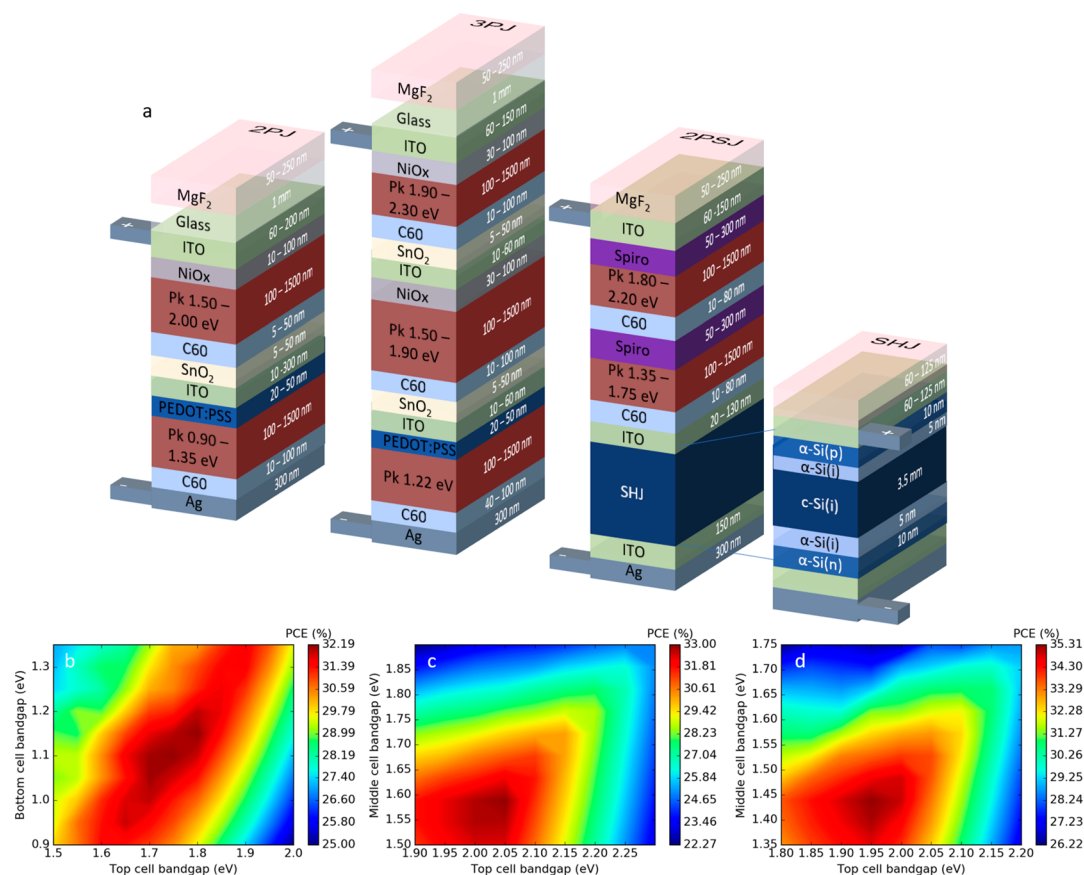 a
2PJ
50 – 250 nm
MgF2
1 mm
+
Glass
60 – 200 nm
ITO
10 – 100 nm
NiOx
100 – 1500 nm
Pk 1.50 –
2.00 eV
5 – 50 nm
C60
5 – 50 nm
SnO2
10 -300 nm
ITO
20 – 50 nm
PEDOT:PSS
100 – 1500 nm
Pk 0.90 –
1.35 eV
10 – 100 nm
C60
300 nm
-
Ag
3PJ
50 – 250 nm
MgF2
1 mm
Glass
60 – 150 nm
+
ITO
30 – 100 nm
NiOx
100 – 1500 nm
Pk 1.90 –
2.30 eV
10 – 100 nm
C60
5 – 50 nm
SnO2
10 -60 nm
ITO
30 – 100 nm
NiOx
100 – 1500 nm
Pk 1.50 –
1.90 eV
10 – 100 nm
C60
5 -50 nm
SnO2
10 – 60 nm
ITO
20 – 50 nm
PEDOT:PSS
100 – 1500 nm
Pk 1.22 eV
40 – 100 nm
C60
300 nm
-
Ag
2PSJ
50 – 250 nm
MgF2
60 -150 nm
+
ITO
50 – 300 nm
Spiro
100 – 1500 nm
Pk 1.80 –
2.20 eV
10 – 80 nm
C60
50 – 300 nm
Spiro
100 – 1500 nm
Pk 1.35 –
1.75 eV
10 – 80 nm
C60
20 – 130 nm
ITO
SHJ
150 nm
ITO
300 nm
-
Ag
SHJ
60 – 125 nm
60 – 125 nm
+
10 nm
α-Si(p)
5 nm
α-Si(i)
c-Si(i)
3.5 mm
α-Si(i)
5 nm
α-Si(n)
10 nm
-
b
PCE (%)
Bottom cell bandgap (eV)
1.3
1.2
1.1
1.0
0.9
1.5 1.6 1.7 1.8 1.9 2.0
Top cell bandgap (eV)
32.19
31.39
30.59
29.79
28.99
28.19
27.40
26.60
25.80
25.00
c
PCE (%)
Middle cell bandgap (eV)
1.85
1.80
1.75
1.70
1.65
1.60
1.55
1.50
1.90 1.95 2.00 2.05 2.10 2.15 2.20 2.25
Top cell bandgap (eV)
33.00
31.81
30.61
29.42
28.23
27.04
25.84
24.65
23.46
22.27
d
PCE (%)
Middle cell bandgap (eV)
1.75
1.70
1.65
1.60
1.55
1.50
1.45
1.40
1.35
1.80 1.85 1.90 1.95 2.00 2.05 2.10 2.15 2.20
Top cell bandgap (eV)
35.31
34.30
33.29
32.28
31.27
30.26
29.25
28.24
27.23
26.22